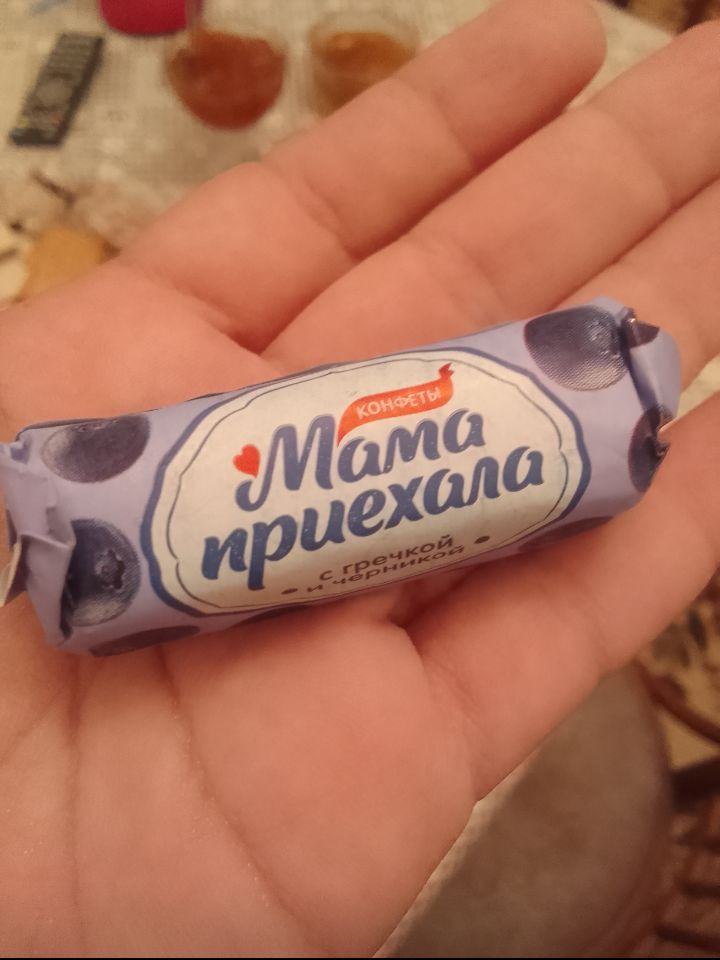 КОНФЕТЫ
Мама
приехала
с гречкой
и черникой